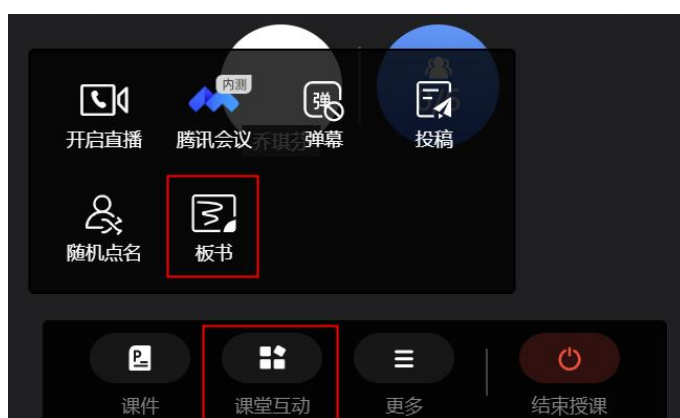 内测
弹
开启直播 腾讯会议 弹幕 投稿
随机点名 板书
课件 课堂互动 更多 结束授课